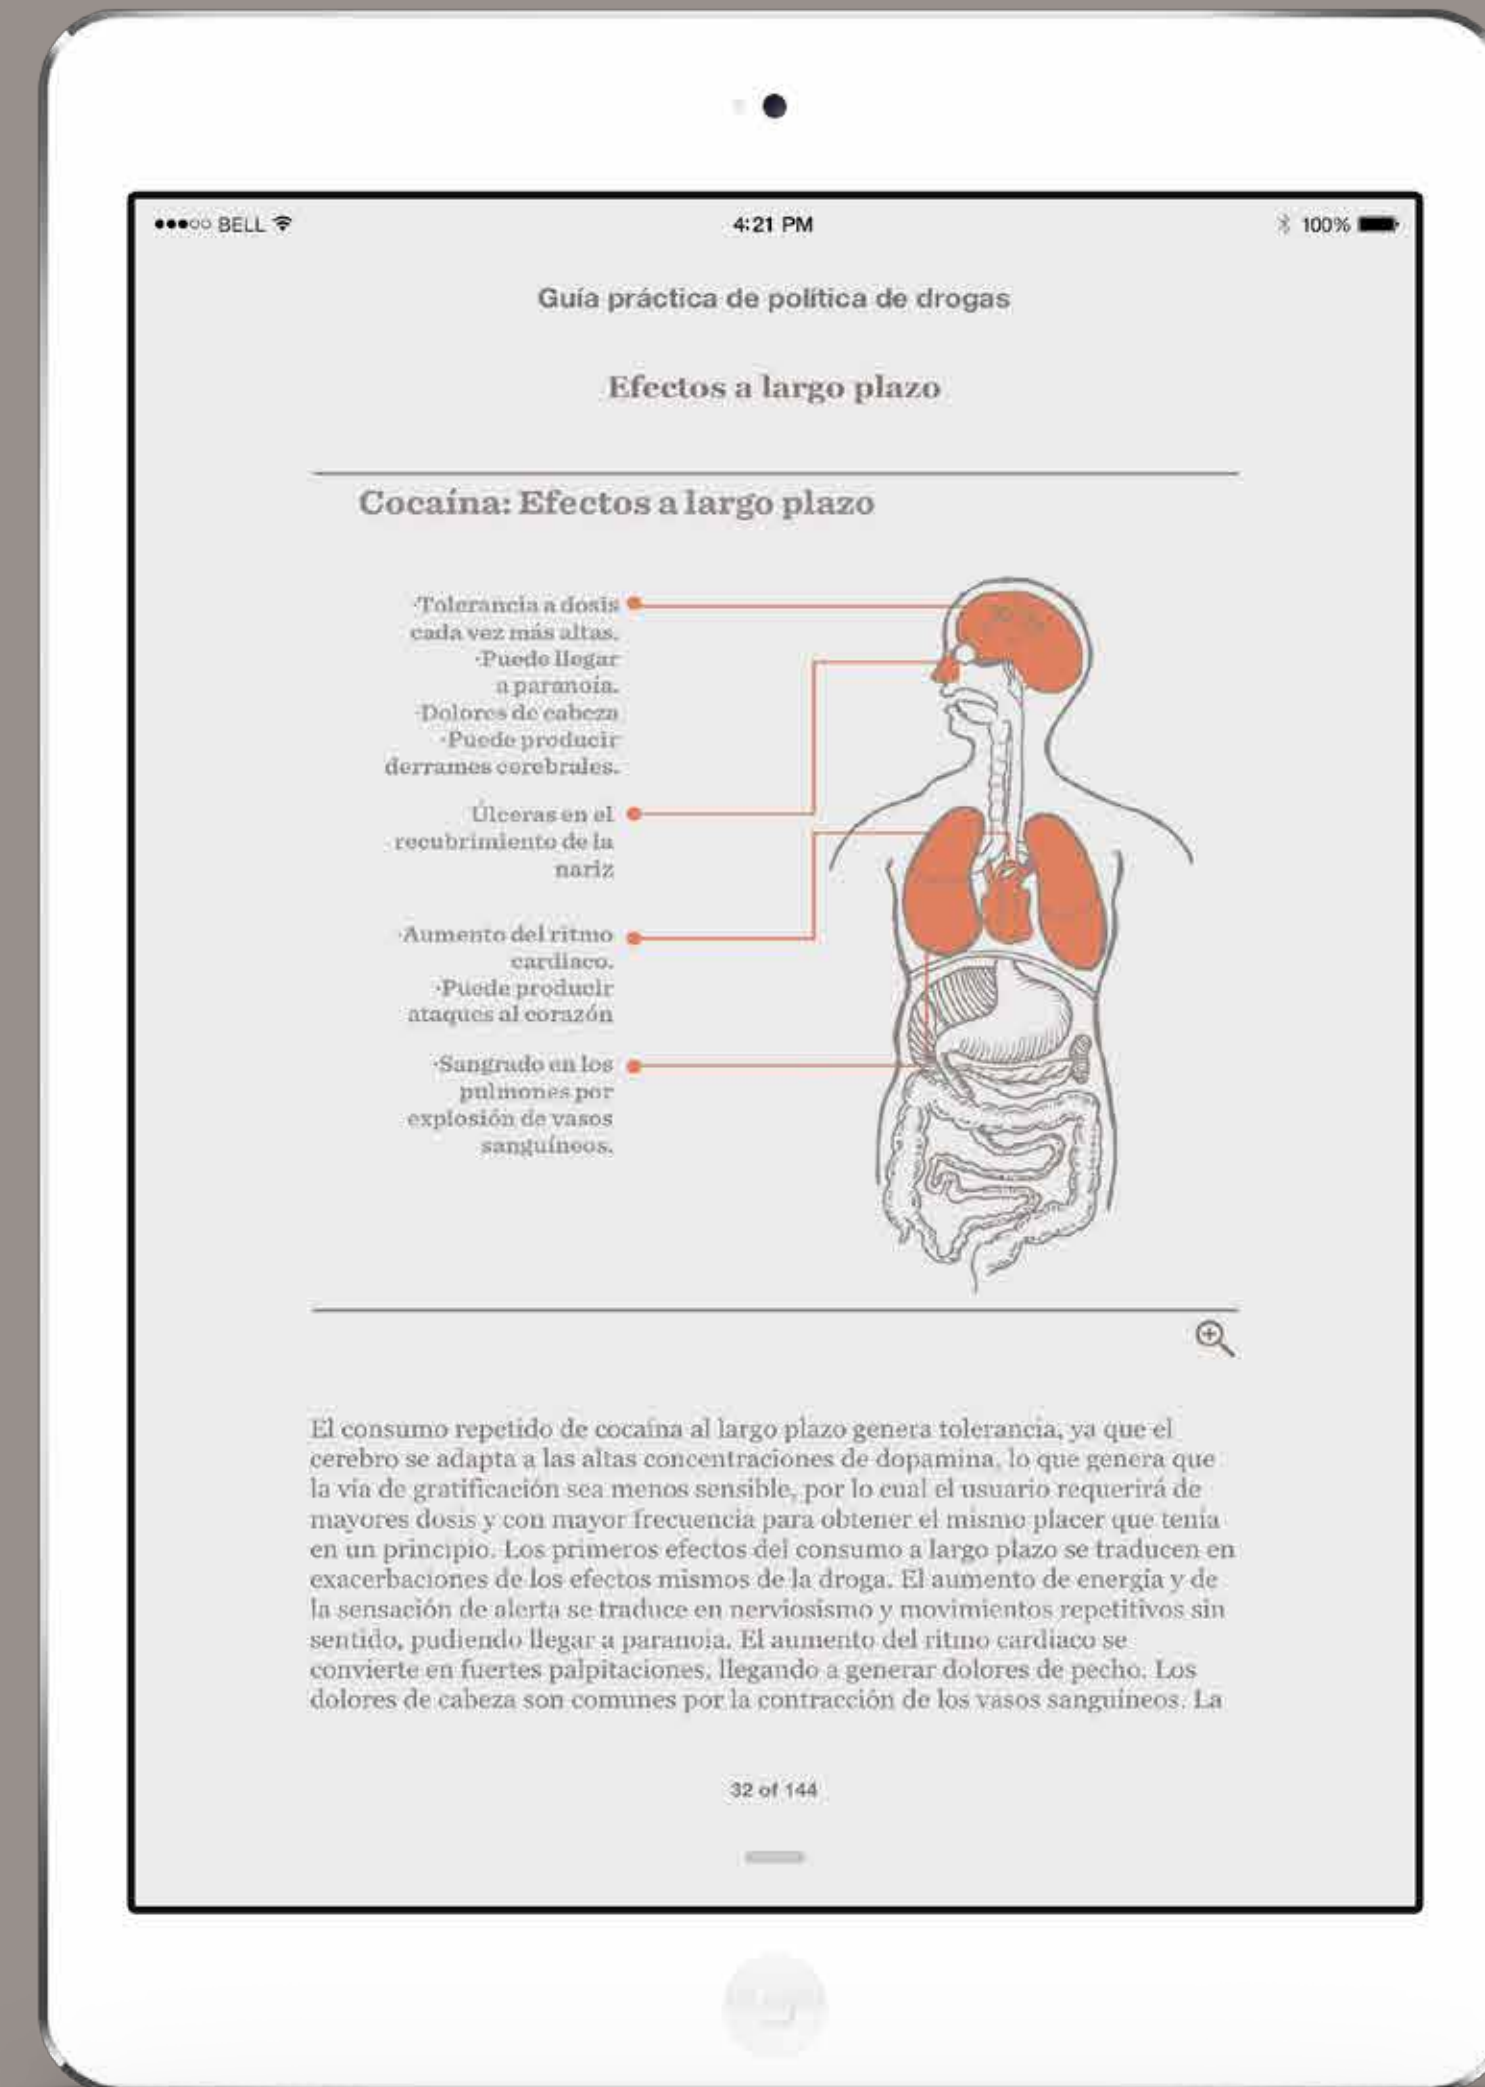 BELL
4:21 PM
100%
Guía práctica de política de drogas
Efectos a largo plazo
Cocaína: Efectos a largo plazo
·Tolerancia a dosis
cada vez más altas.
·Puede llegar
a paranoia.
·Dolores de cabeza
·Puede producir
derrames cerebrales.
Úlceras en el
recubrimiento de la
nariz
·Aumento del ritmo
cardiaco.
·Puede producir
ataques al corazón
·Sangrado en los
pulmones por
explosión de vasos
sanguíneos.
El consumo repetido de cocaína al largo plazo genera tolerancia, ya que el
cerebro se adapta a las altas concentraciones de dopamina, lo que genera que
la vía de gratificación sea menos sensible, por lo cual el usuario requerirá de
mayores dosis y con mayor frecuencia para obtener el mismo placer que tenía
en un principio. Los primeros efectos del consumo a largo plazo se traducen en
exacerbaciones de los efectos mismos de la droga. El aumento de energía y de
la sensación de alerta se traduce en nerviosismo y movimientos repetitivos sin
sentido, pudiendo llegar a paranoia. El aumento del ritmo cardiaco se
convierte en fuertes palpitaciones, llegando a generar dolores de pecho. Los
dolores de cabeza son comunes por la contracción de los vasos sanguíneos. La
32 of 144